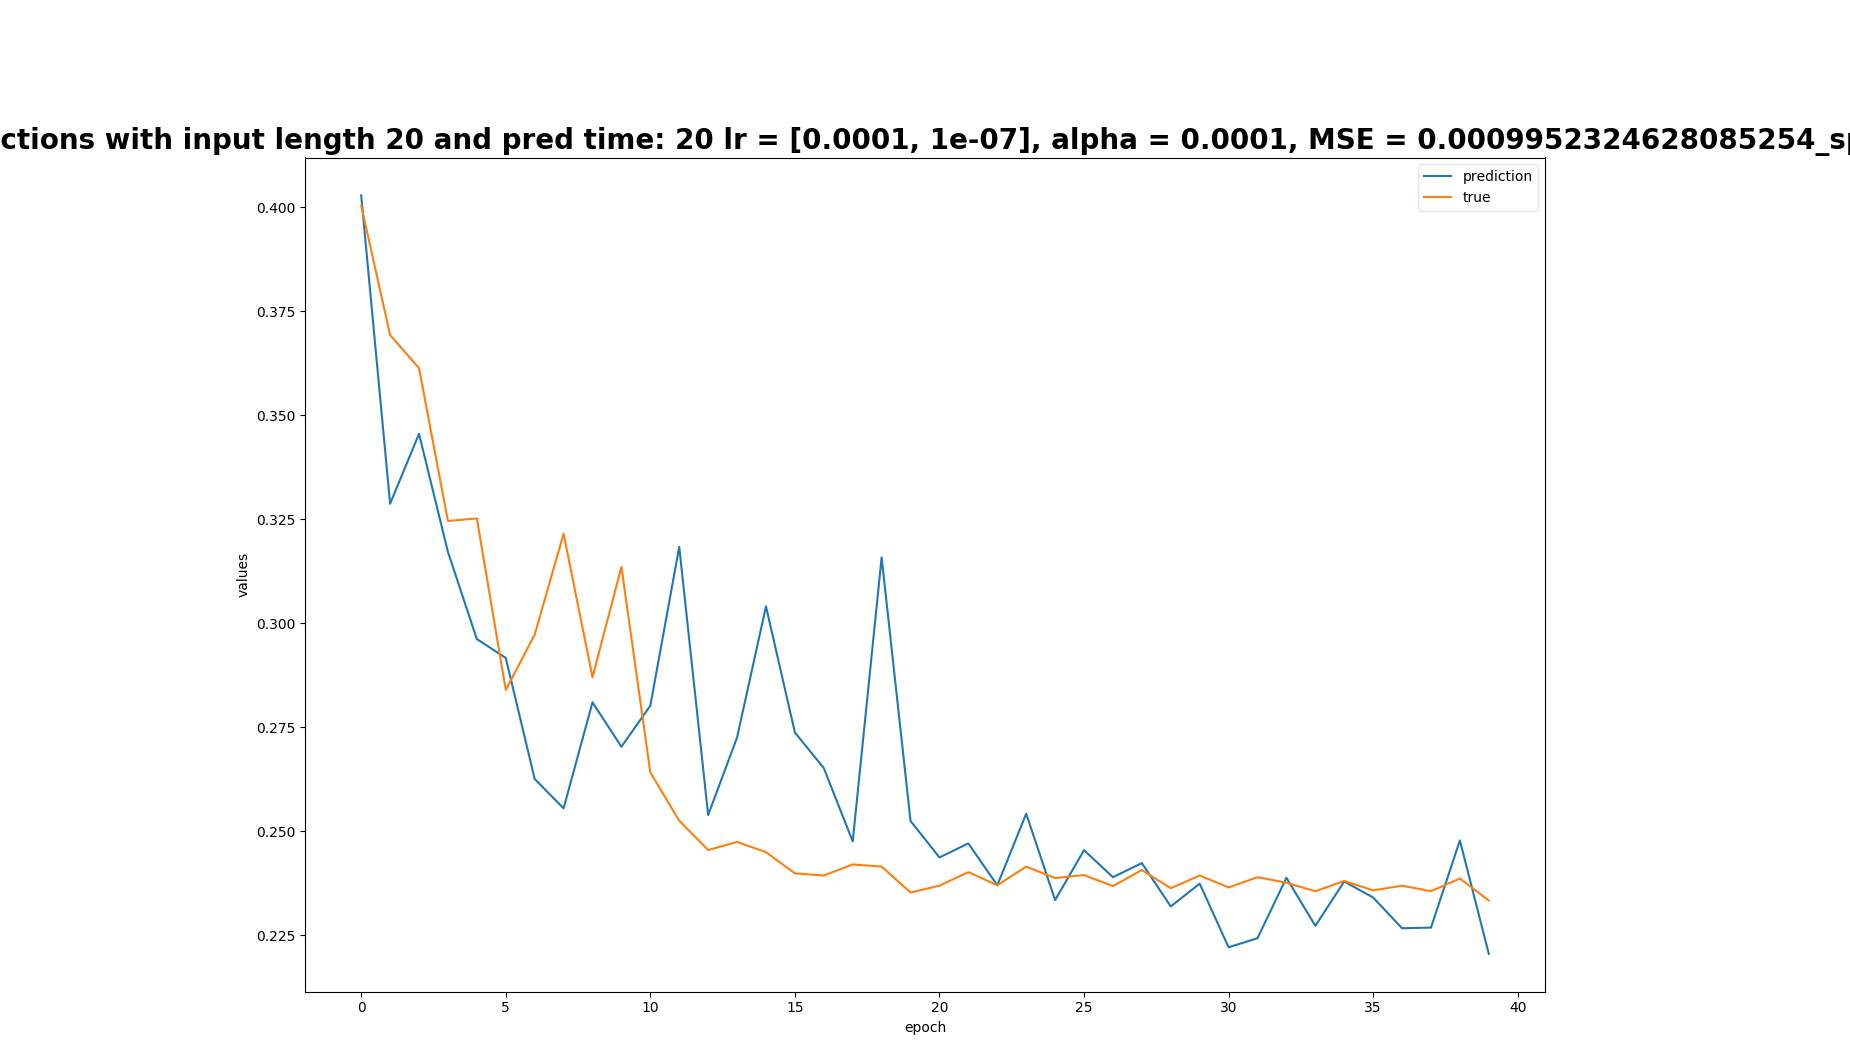 ctions with input length 20 and pred time: 20 lr = [0.0001, 1e-07], alpha = 0.0001, MSE = 0.0009952324628085254_sp
prediction
true
0.400
0.375
0.350
0.325
0.300
0.275
0.250
0.225
values
0 5 10 15 20 25 30 35 40
epoch